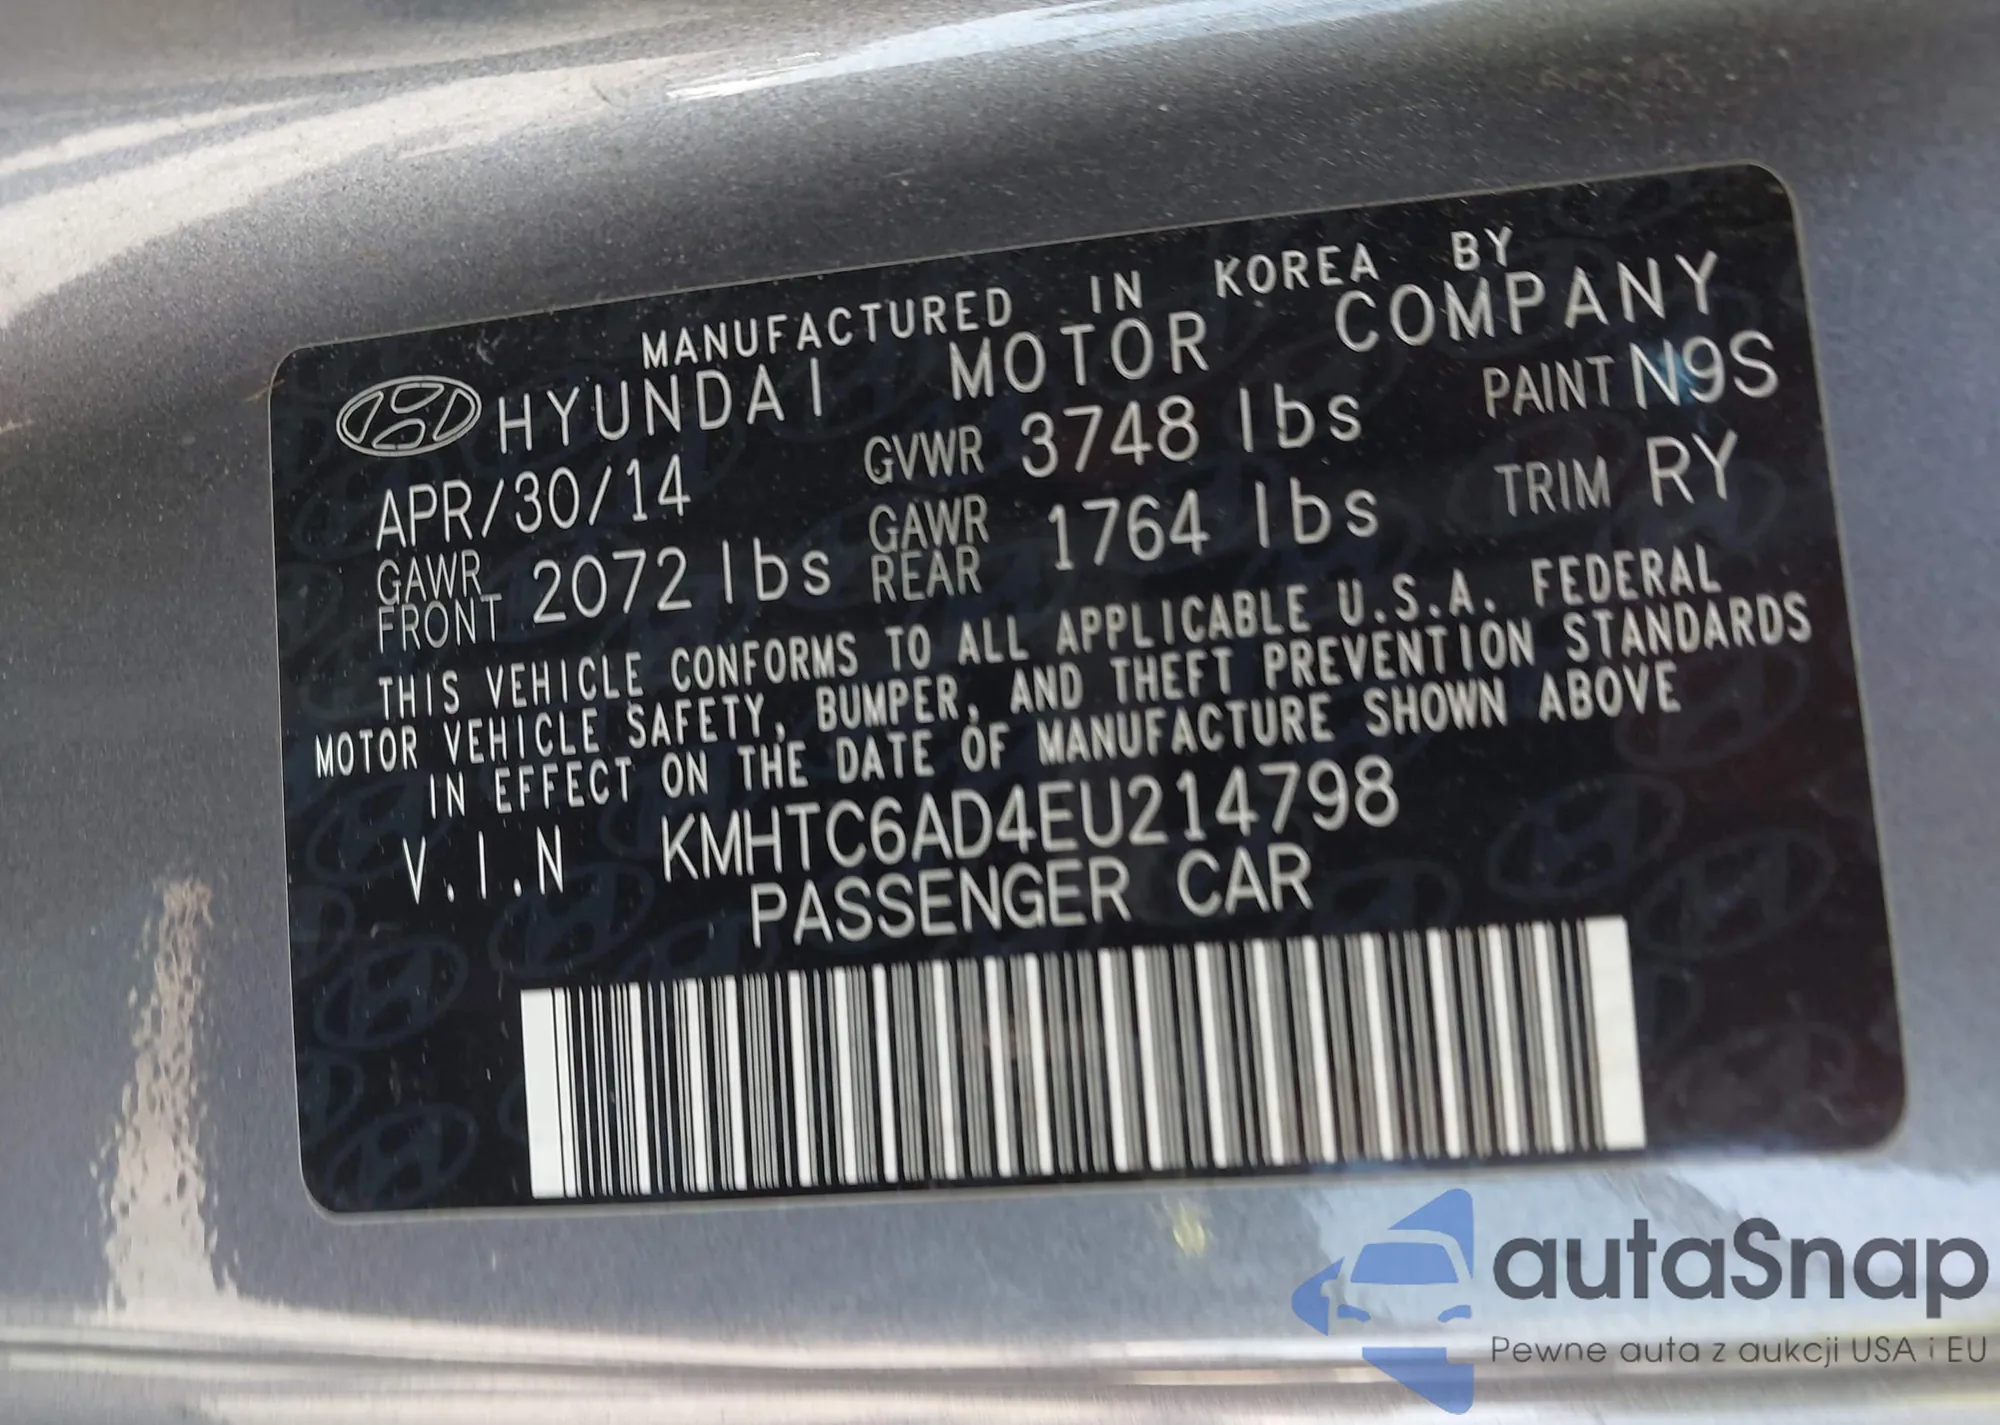 MANUFACTURED IN KOREA BY
HYUNDAI MOTOR COMPANY
APR/30/14 GVWR 3748 lbs PAINT N9S
GAWR FRONT 2072 lbs GAWR REAR 1764 lbs TRIM RY
THIS VEHICLE CONFORMS TO ALL APPLICABLE U.S.A. FEDERAL
MOTOR VEHICLE SAFETY, BUMPER, AND THEFT PREVENTION STANDARDS
IN EFFECT ON THE DATE OF MANUFACTURE SHOWN ABOVE
V.I.N KMHTC6AD4EU214798
PASSENGER CAR
autaSnap
Pewne auta z aukcji USA i EU